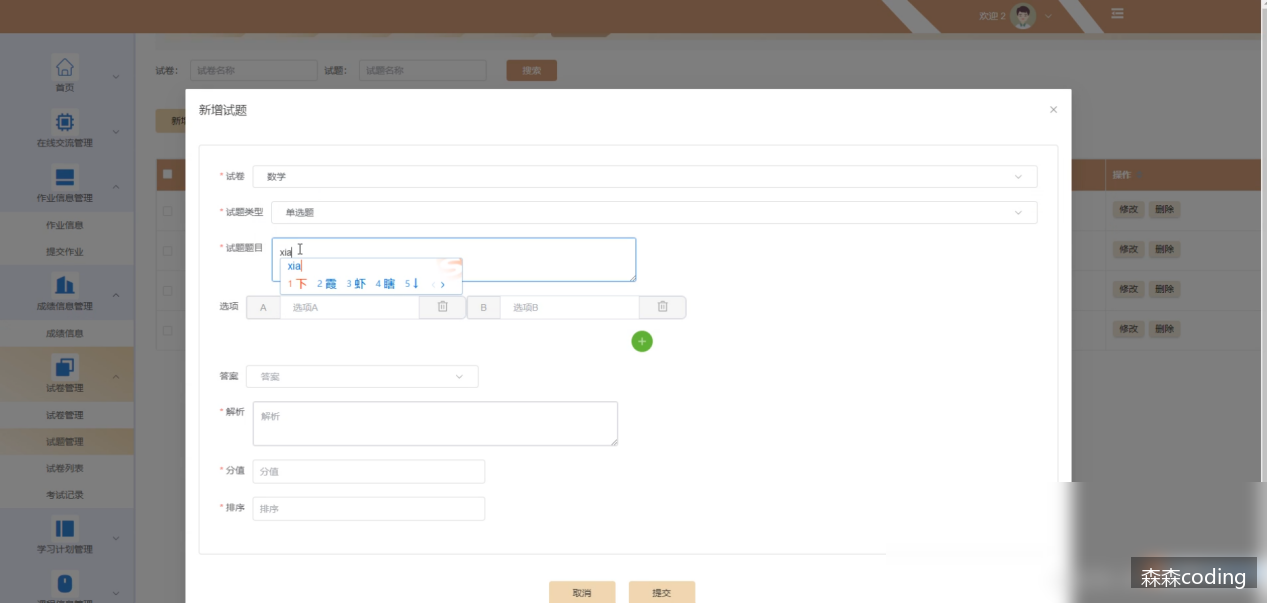 欢迎 2
首页
在线交流管理
作业信息管理
作业信息
提交作业
成绩信息管理
成绩信息
试卷管理
试卷管理
试题管理
试卷列表
考试记录
学习计划管理
试卷: 试卷名称 试题: 试题名称 搜索
操作
修改 删除
修改 删除
修改 删除
修改 删除
新增试题
* 试卷 数学
* 试题类型 单选题
* 试题题目 xia
xia
1 下 2 霞 3 虾 4 瞎 5
选项 A 选项A B 选项B
答案 答案
* 解析 解析
* 分值 分值
* 排序 排序
取消 提交
森森coding